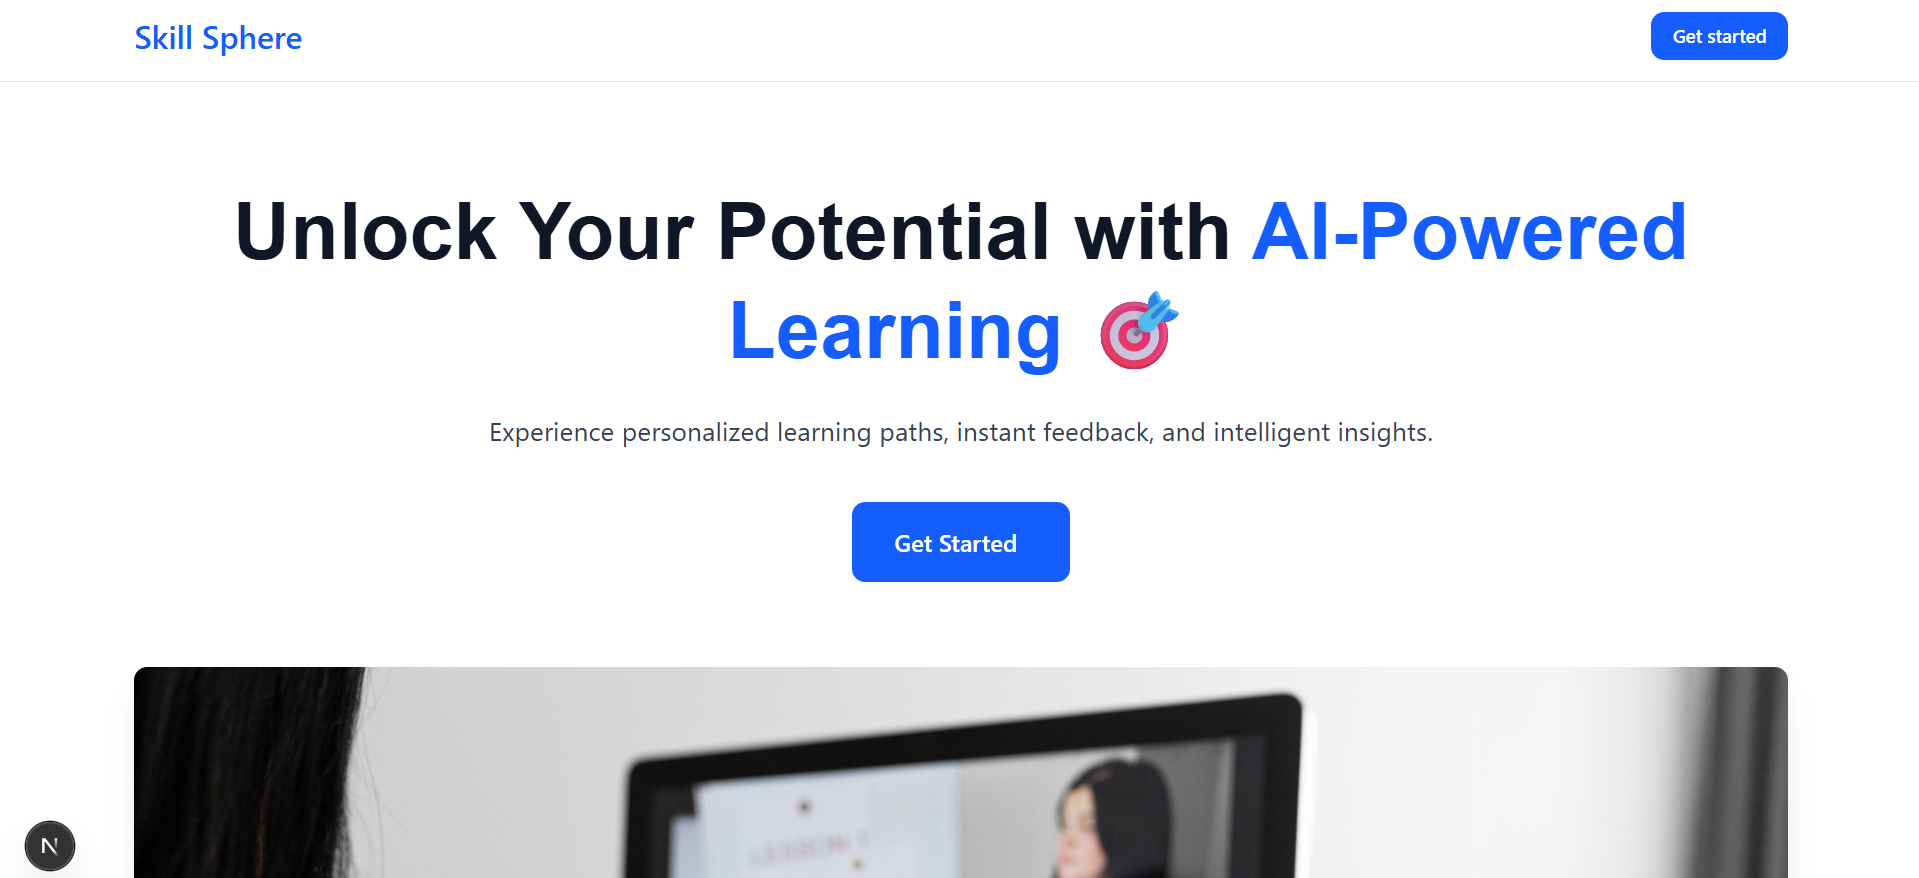 Skill Sphere
Get started
Unlock Your Potential with AI-Powered
Learning 🎯
Experience personalized learning paths, instant feedback, and intelligent insights.
Get Started
LESSON
N